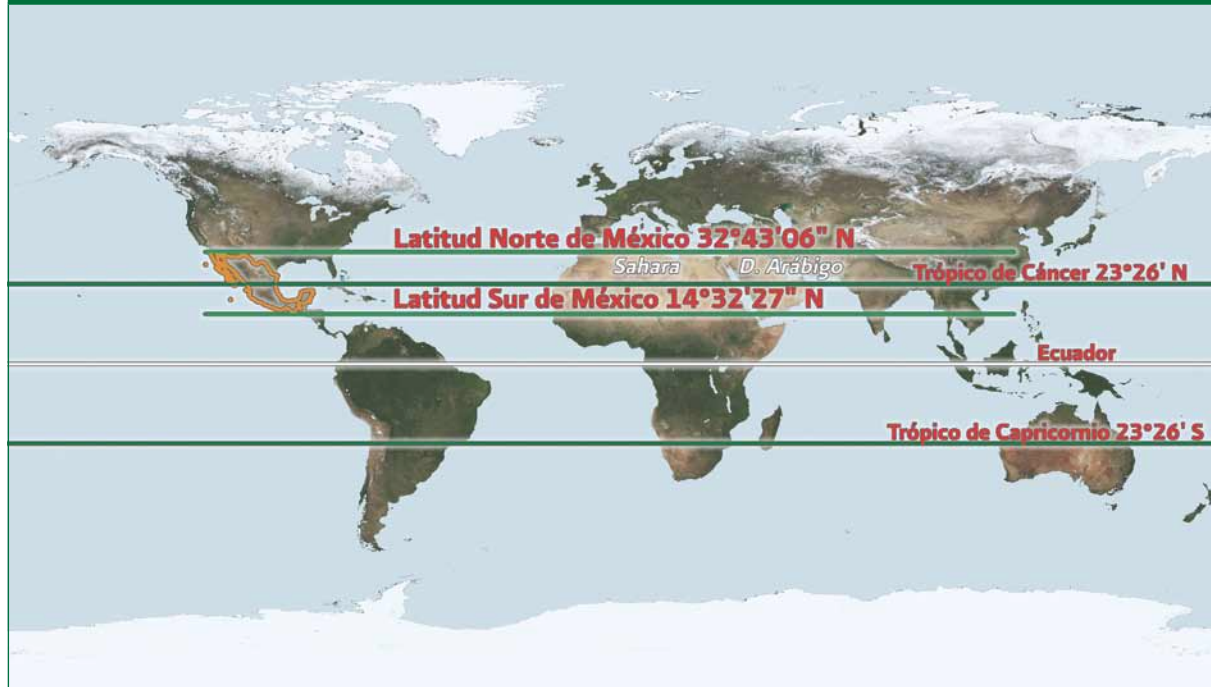 Latitud Norte de México 32°43'06" N
Sahara D. Arábigo
Trópico de Cáncer 23°26' N
Latitud Sur de México 14°32'27" N
Ecuador
Trópico de Capricornio 23°26' S